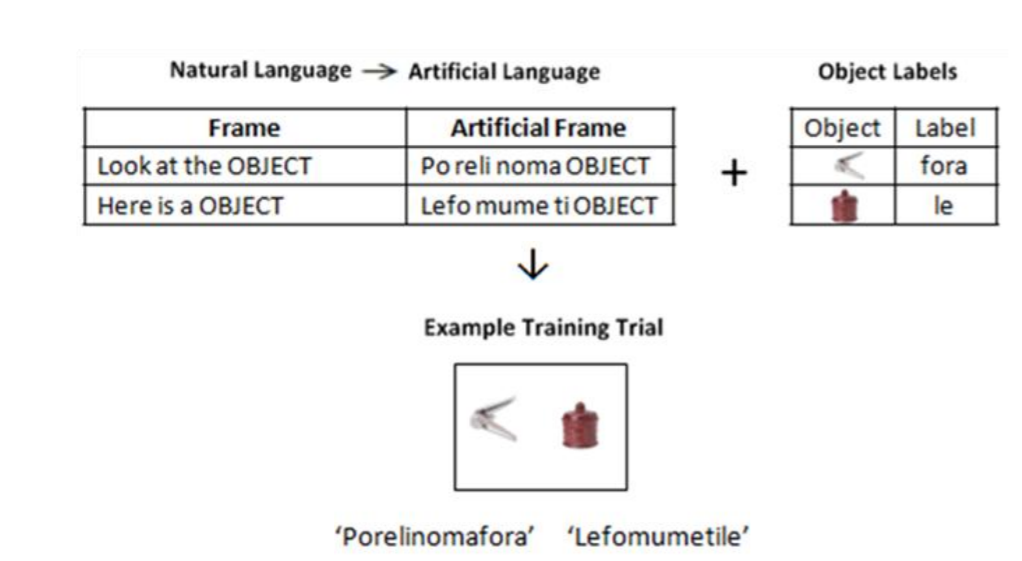 Natural Language → Artificial Language
Object Labels
Frame Artificial Frame
Object Label
Look at the OBJECT Po reli noma OBJECT
+
fora
Here is a OBJECT Lefo mume ti OBJECT
le
↓
Example Training Trial
‘Porelinomafora’ ‘Lefomumetile’